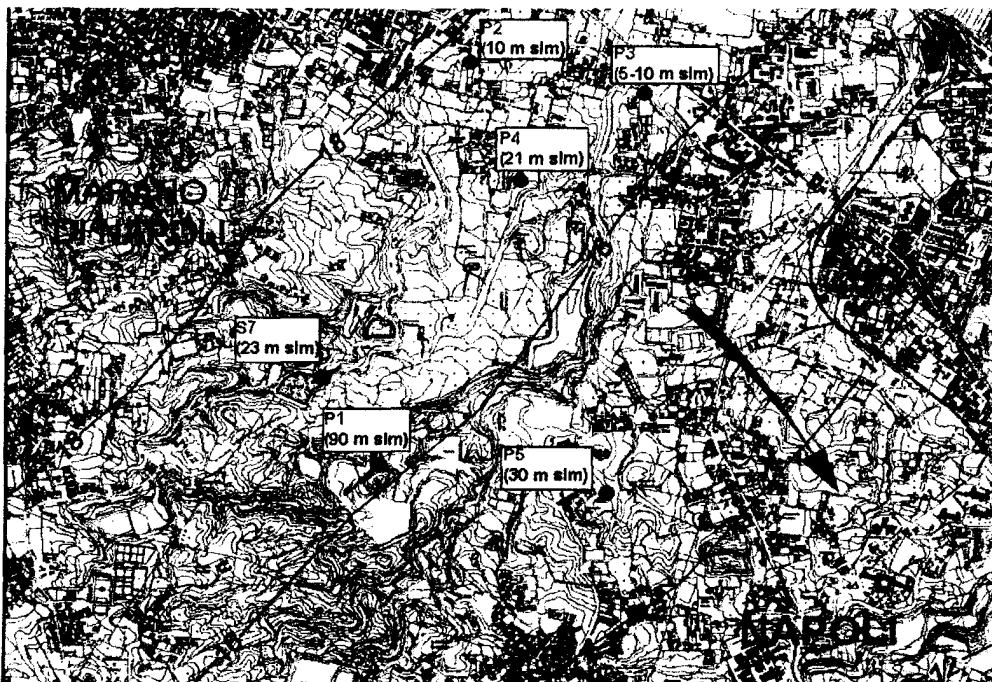 P2
(10 m slm)
P3
(5-10 m slm)
P4
(21 m slm)
MARANO
DI NAPOLI
S7
(23 m slm)
P1
(90 m slm)
P5
(30 m slm)
NAPOLI